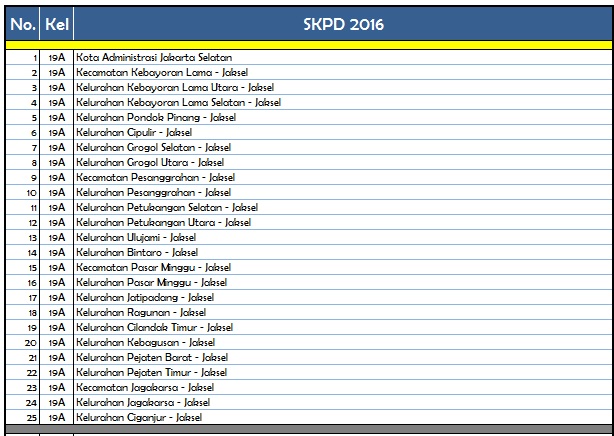 No. Kel SKPD 2016
1 19A Kota Administrasi Jakarta Selatan
2 19A Kecamatan Kebayoran Lama - Jaksel
3 19A Kelurahan Kebayoran Lama Utara - Jaksel
4 19A Kelurahan Kebayoran Lama Selatan - Jaksel
5 19A Kelurahan Pondok Pinang - Jaksel
6 19A Kelurahan Cipulir - Jaksel
7 19A Kelurahan Grogol Selatan - Jaksel
8 19A Kelurahan Grogol Utara - Jaksel
9 19A Kecamatan Pesanggrahan - Jaksel
10 19A Kelurahan Pesanggrahan - Jaksel
11 19A Kelurahan Petukangan Selatan - Jaksel
12 19A Kelurahan Petukangan Utara - Jaksel
13 19A Kelurahan Ulujami - Jaksel
14 19A Kelurahan Bintaro - Jaksel
15 19A Kecamatan Pasar Minggu - Jaksel
16 19A Kelurahan Pasar Minggu - Jaksel
17 19A Kelurahan Jatipadang - Jaksel
18 19A Kelurahan Ragunan - Jaksel
19 19A Kelurahan Cilandak Timur - Jaksel
20 19A Kelurahan Kebagusan - Jaksel
21 19A Kelurahan Pejaten Barat - Jaksel
22 19A Kelurahan Pejaten Timur - Jaksel
23 19A Kecamatan Jagakarsa - Jaksel
24 19A Kelurahan Jagakarsa - Jaksel
25 19A Kelurahan Ciganjur - Jaksel